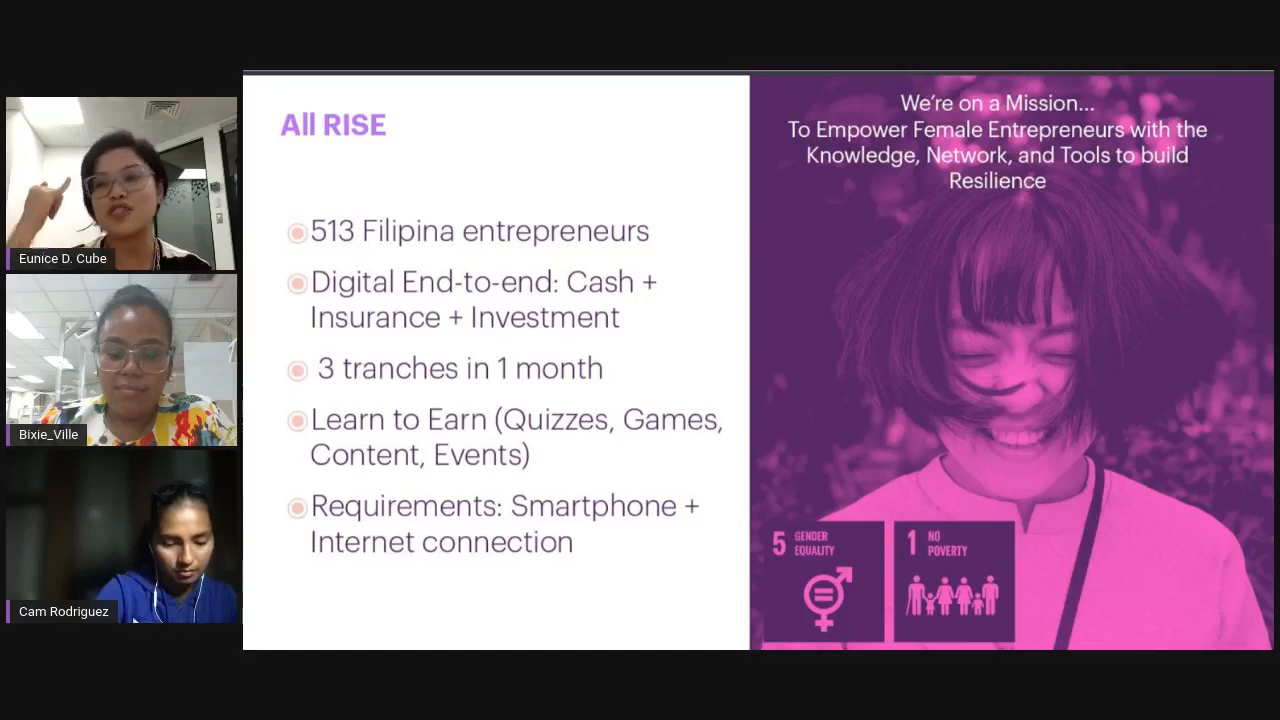 Eunice D. Cube
Bixie_Ville
Cam Rodriguez
All RISE
513 Filipina entrepreneurs
Digital End-to-end: Cash +
Insurance + Investment
3 tranches in 1 month
Learn to Earn (Quizzes, Games,
Content, Events)
Requirements: Smartphone +
Internet connection
We're on a Mission...
To Empower Female Entrepreneurs with the
Knowledge, Network, and Tools to build
Resilience
5 GENDER
EQUALITY
1 NO
POVERTY